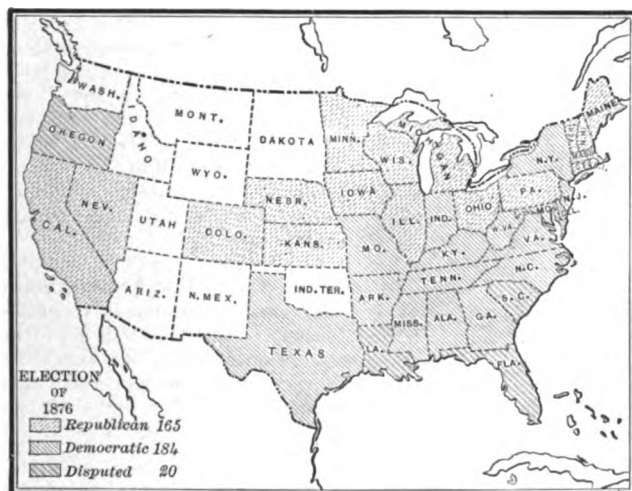 WASH.
MONT.
DAKOTA
MINN.
MAINE
OREGON
IDAHO
WYO.
WIS.
MICHIGAN
N.Y.
NEV.
UTAH
COLO.
NEBR.
IOWA
ILL.
IND.
OHIO
PA.
N.J.
CAL.
KANS.
MO.
KY.
W.VA.
VA.
ARIZ.
N.MEX.
IND.TER.
ARK.
TENN.
N.C.
S.C.
TEXAS
LA.
MISS.
ALA.
GA.
FLA.
ELECTION
OF
1876
Republican 165
Democratic 184
Disputed 20